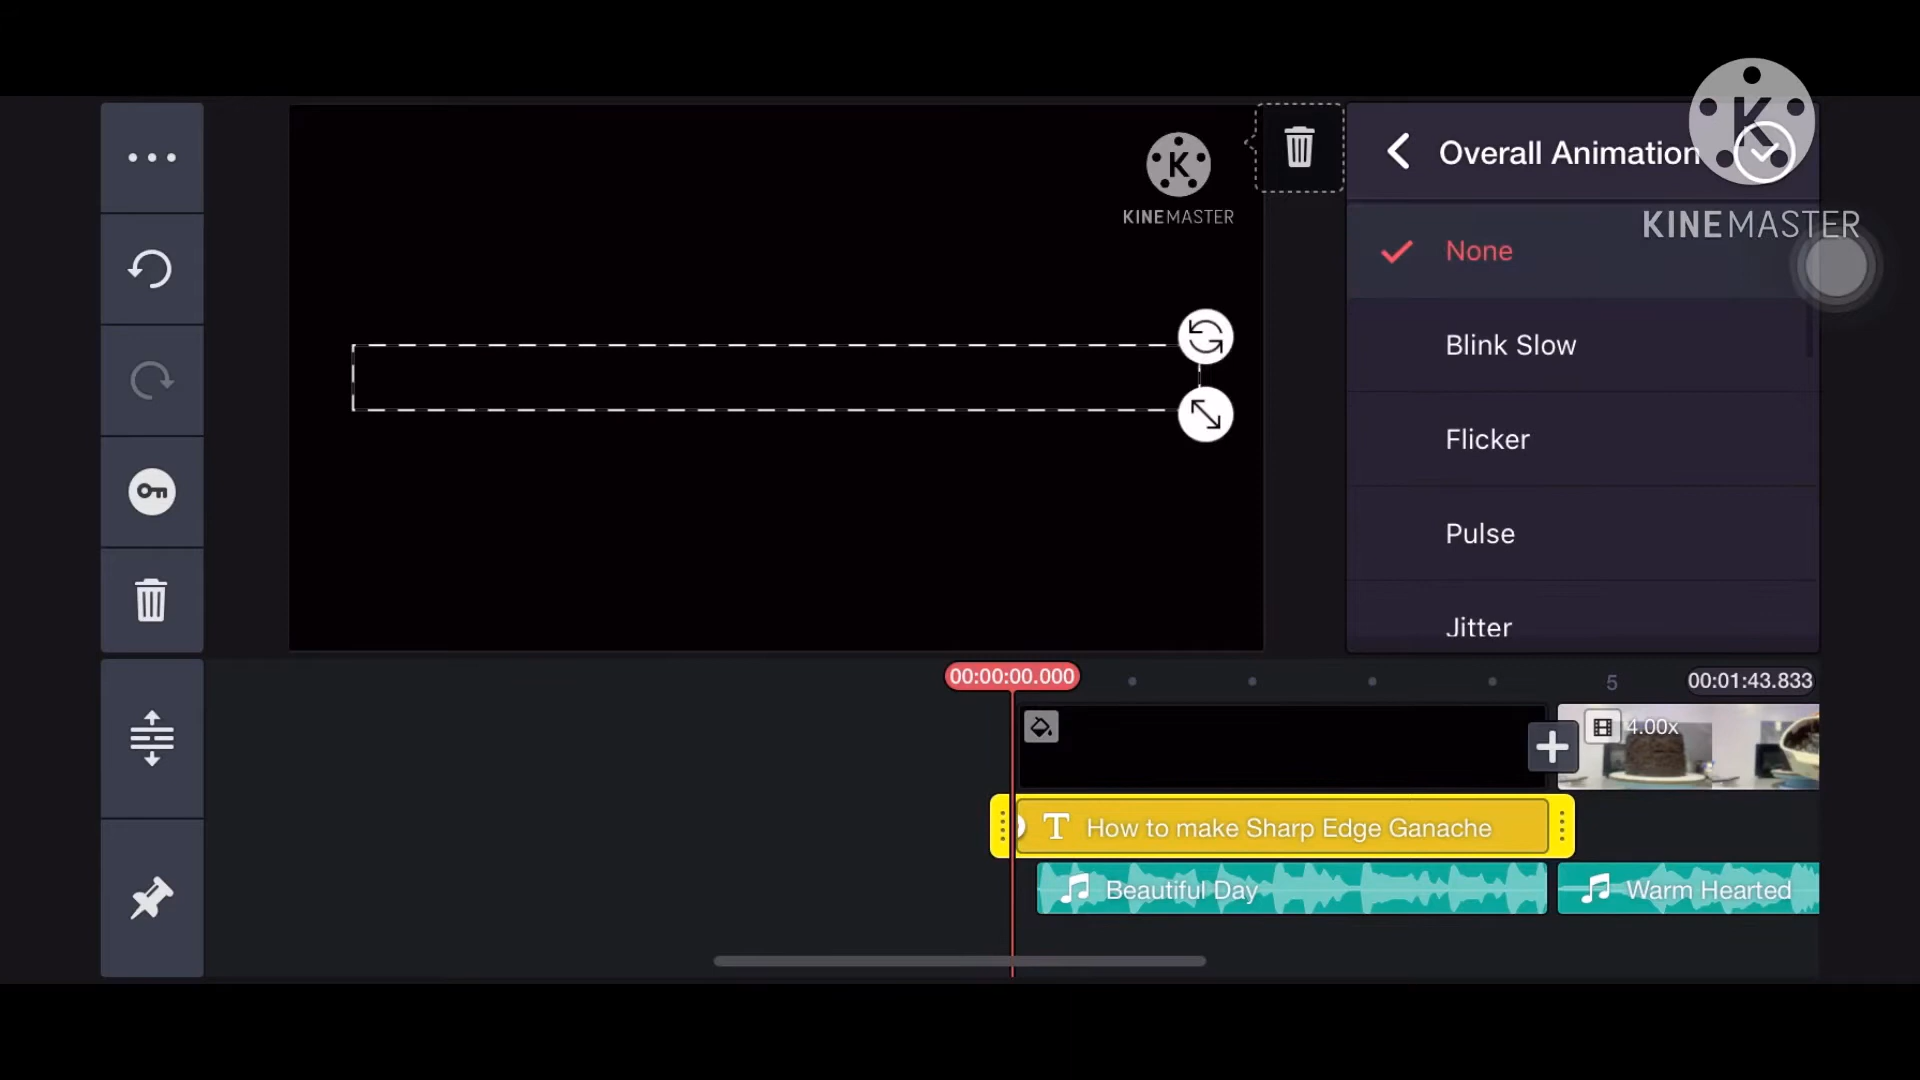 K
KINEMASTER
Overall Animation
K
KINEMASTER
None
Blink Slow
Flicker
Pulse
Jitter
00:00:00.000
5
00:01:43.833
4.00x
T How to make Sharp Edge Ganache
Beautiful Day
Warm Hearted